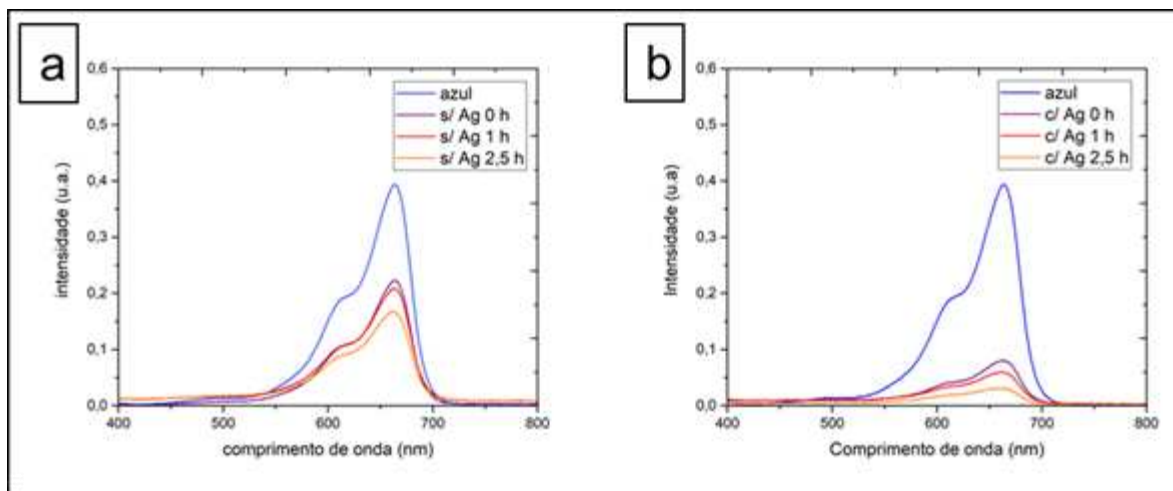 a
0,6
0,5
0,4
0,3
0,2
0,1
0,0
intensidade (u.a.)
azul
s/ Ag 0 h
s/ Ag 1 h
s/ Ag 2,5 h
400 500 600 700 800
comprimento de onda (nm)
b
0,6
0,5
0,4
0,3
0,2
0,1
0,0
Intensidade (u.a)
azul
c/ Ag 0 h
c/ Ag 1 h
c/ Ag 2,5 h
400 500 600 700 800
Comprimento de onda (nm)